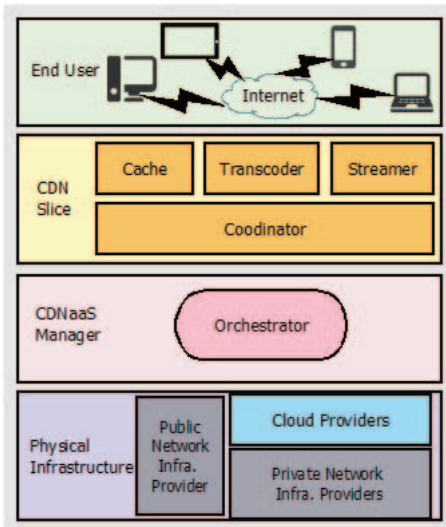 End User
Internet
CDN
Slice
Cache
Transcoder
Streamer
Coodinator
CDNaaS
Manager
Orchestrator
Physical
Infrastructure
Public
Network
Infra.
Provider
Cloud Providers
Private Network
Infra. Providers